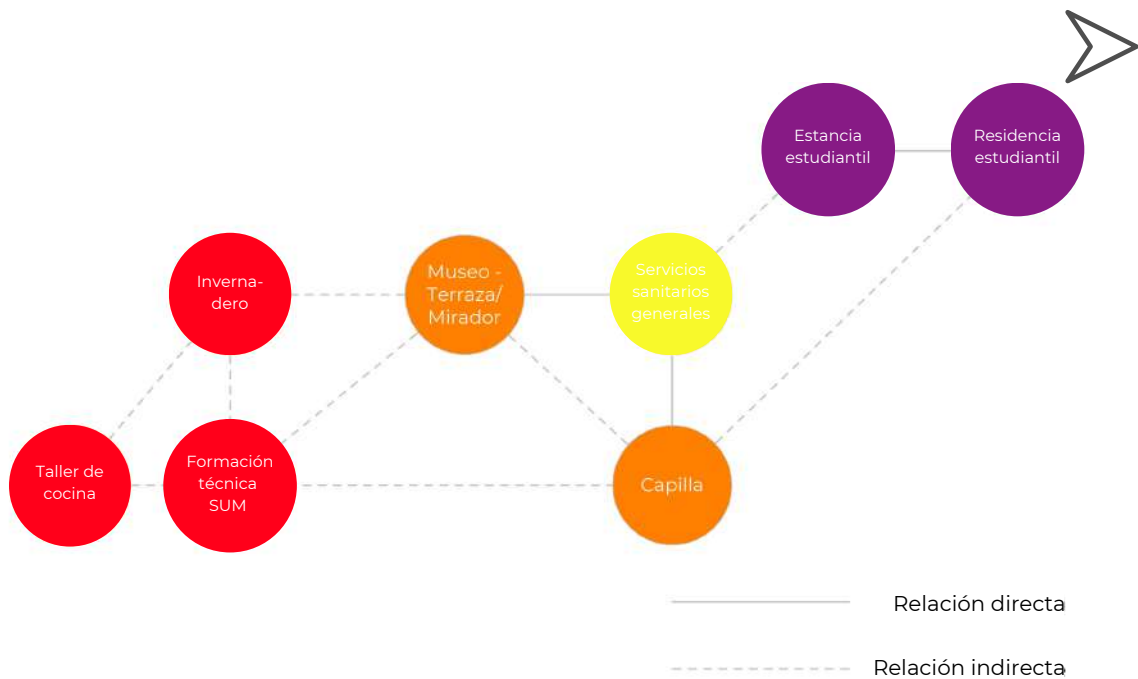 Estancia
estudiantil
Residencia
estudiantil
Inverna-
dero
Museo -
Terraza/
Mirador
Servicios
sanitarios
generales
Taller de
cocina
Formación
técnica
SUM
Capilla
Relación directa
Relación indirecta